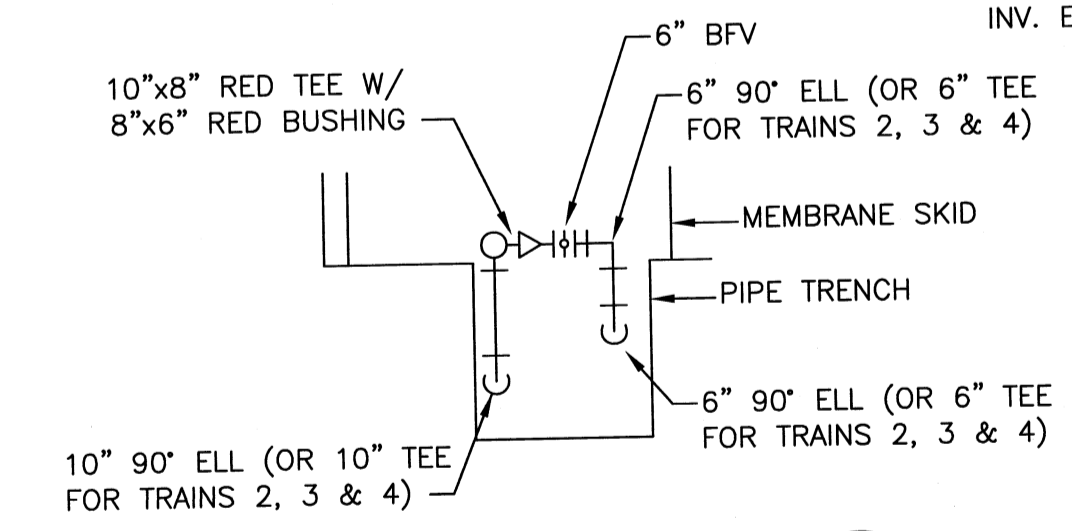 INV. E
6" BFV
10"x8" RED TEE W/
8"x6" RED BUSHING
6" 90° ELL (OR 6" TEE
FOR TRAINS 2, 3 & 4)
MEMBRANE SKID
PIPE TRENCH
6" 90° ELL (OR 6" TEE
FOR TRAINS 2, 3 & 4)
10" 90° ELL (OR 10" TEE
FOR TRAINS 2, 3 & 4)